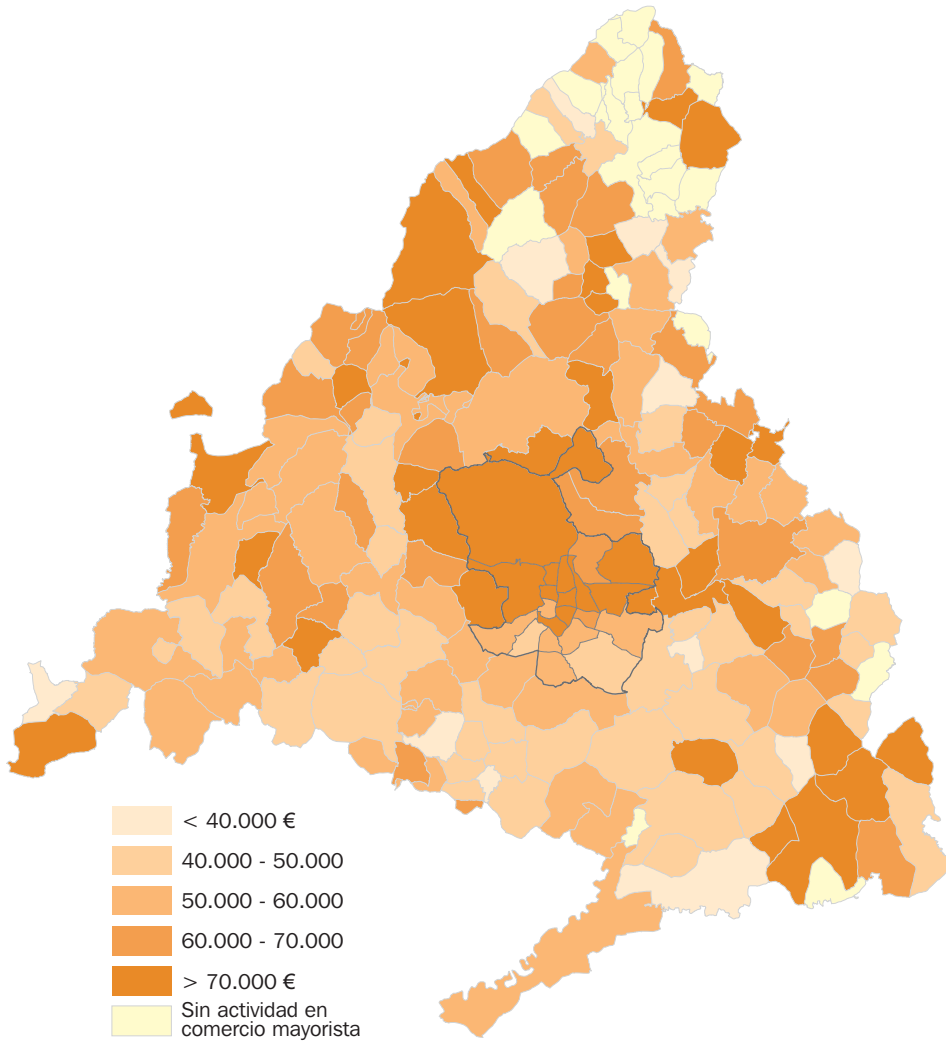 < 40.000 €
40.000 - 50.000
50.000 - 60.000
60.000 - 70.000
> 70.000 €
Sin actividad en
comercio mayorista